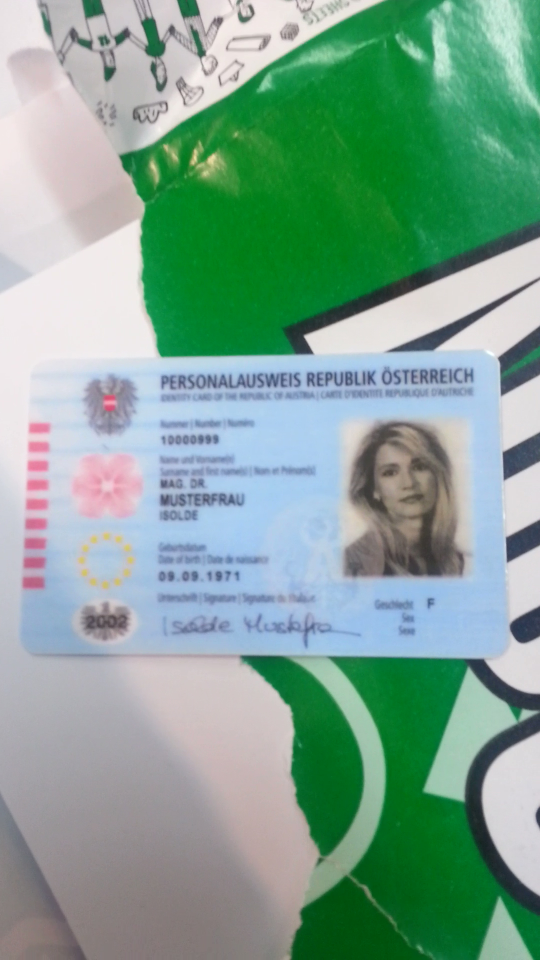 SHEETS
PERSONALAUSWEIS REPUBLIK ÖSTERREICH
IDENTITY CARD OF THE REPUBLIC OF AUSTRIA | CARTE D'IDENTITE REPUBLIQUE D'AUTRICHE
Nummer | Number | Numéro
10000999
Name und Vorname(n)
Surname and first name(s) | Nom et Prénom(s)
MAG. DR.
MUSTERFRAU
ISOLDE
Geburtsdatum
Date of birth | Date de naissance
09.09.1971
Unterschrift | Signature | Signature du titulaire
2002
Isolde Musterfrau
Geschlecht F
Sex
Sexe